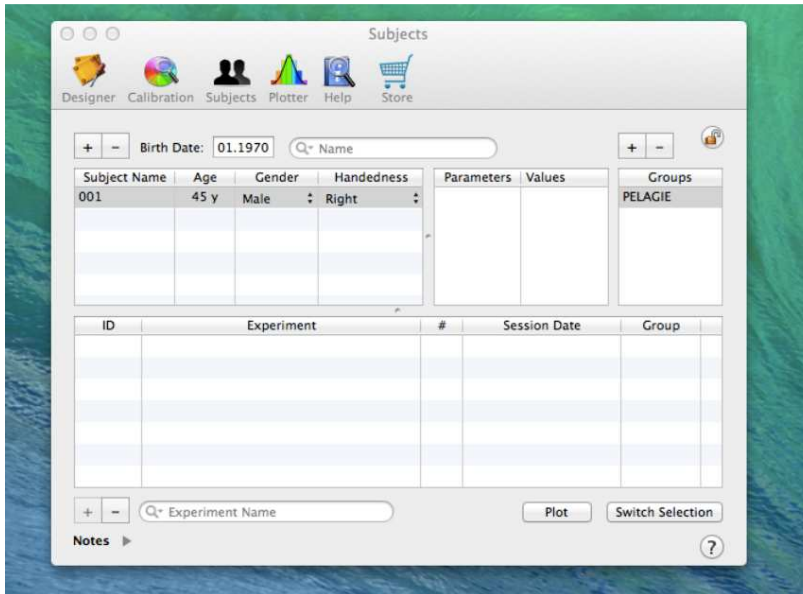 Subjects
Designer Calibration Subjects Plotter Help Store
+ - Birth Date: 01.1970 Name + -
Subject Name Age Gender Handedness Parameters Values Groups
001 45 y Male Right PELAGIE
ID Experiment # Session Date Group
+ - Experiment Name Plot Switch Selection
Notes ?